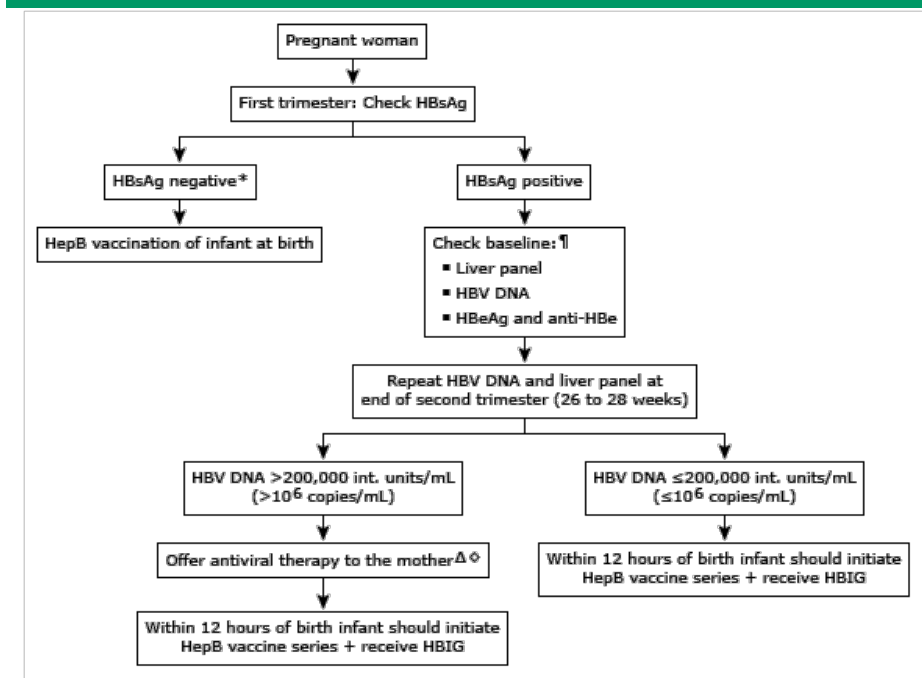 Pregnant woman
First trimester: Check HBsAg
HBsAg negative*
HBsAg positive
HepB vaccination of infant at birth
Check baseline:¶
▪ Liver panel
▪ HBV DNA
▪ HBeAg and anti-HBe
Repeat HBV DNA and liver panel at
end of second trimester (26 to 28 weeks)
HBV DNA >200,000 int. units/mL
(>10⁶ copies/mL)
HBV DNA ≤200,000 int. units/mL
(≤10⁶ copies/mL)
Offer antiviral therapy to the motherΔ◊
Within 12 hours of birth infant should initiate
HepB vaccine series + receive HBIG
Within 12 hours of birth infant should initiate
HepB vaccine series + receive HBIG